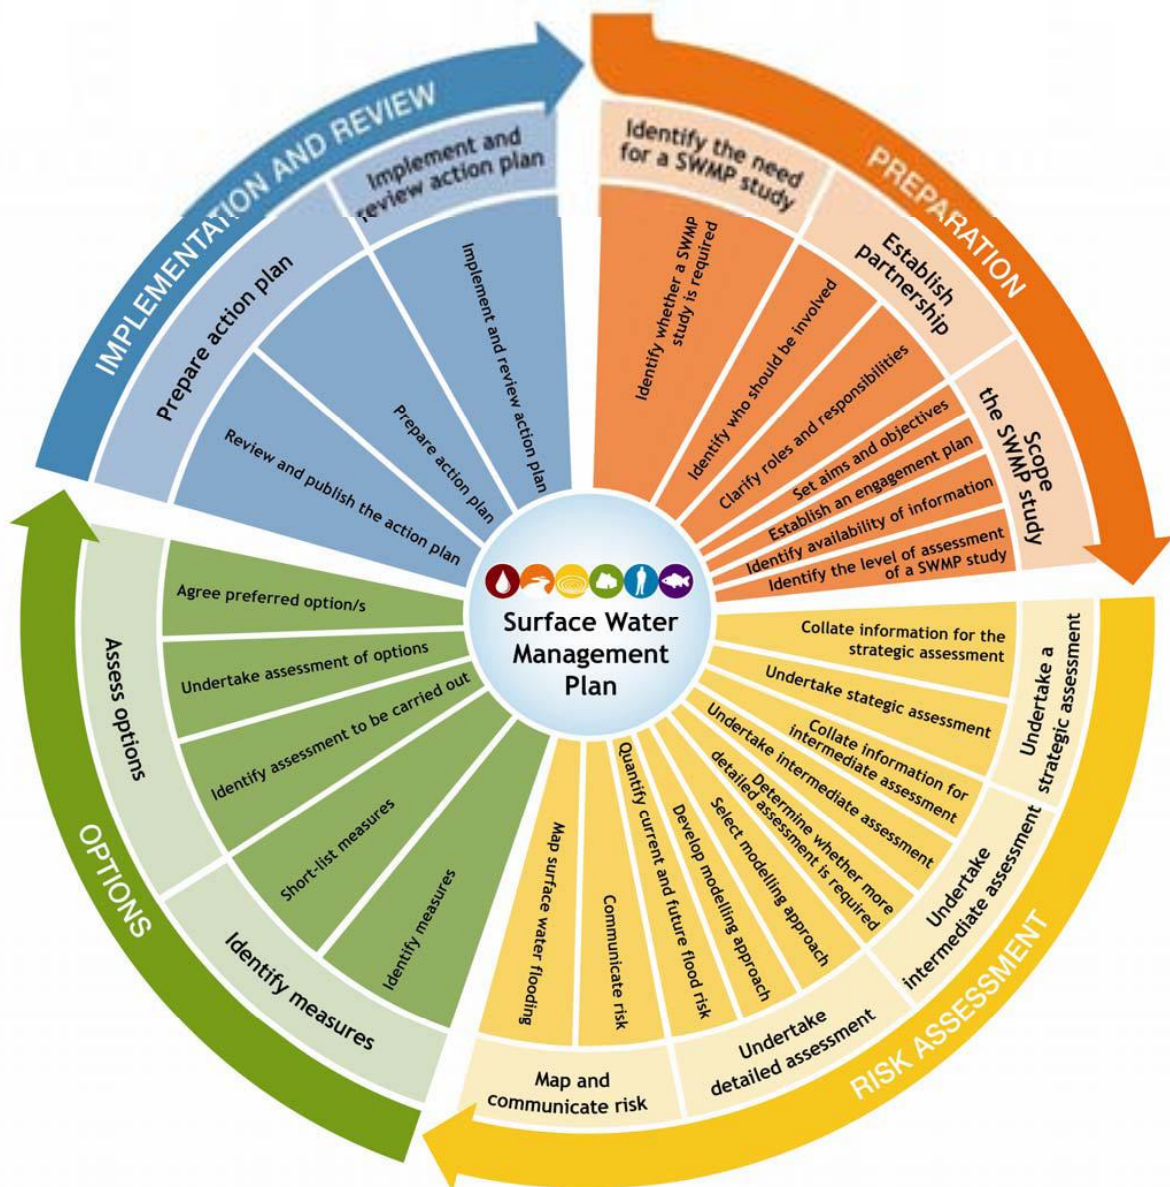 Surface Water
Management
Plan
PREPARATION
Identify the need
for a SWMP study
Identify whether a SWMP
study is required
Establish
partnership
Identify who should be involved
Clarify roles and responsibilities
Scope
the SWMP study
Set aims and objectives
Establish an engagement plan
Identify availability of information
Identify the level of assessment
of a SWMP study
RISK ASSESSMENT
Undertake a
strategic assessment
Collate information for the
strategic assessment
Undertake stategic assessment
Undertake
intermediate assessment
Collate information for
intermediate assessment
Undertake intermediate assessment
Determine whether more
detailed assessment is required
Undertake
detailed assessment
Select modelling approach
Develop modelling approach
Quantify current and future flood risk
Map and
communicate risk
Communicate risk
Map surface water flooding
OPTIONS
Identify measures
Identify measures
Short-list measures
Assess options
Identify assessment to be carried out
Undertake assessment of options
Agree preferred option/s
IMPLEMENTATION AND REVIEW
Prepare action plan
Review and publish the action plan
Prepare action plan
Implement and
review action plan
Implement and review action plan